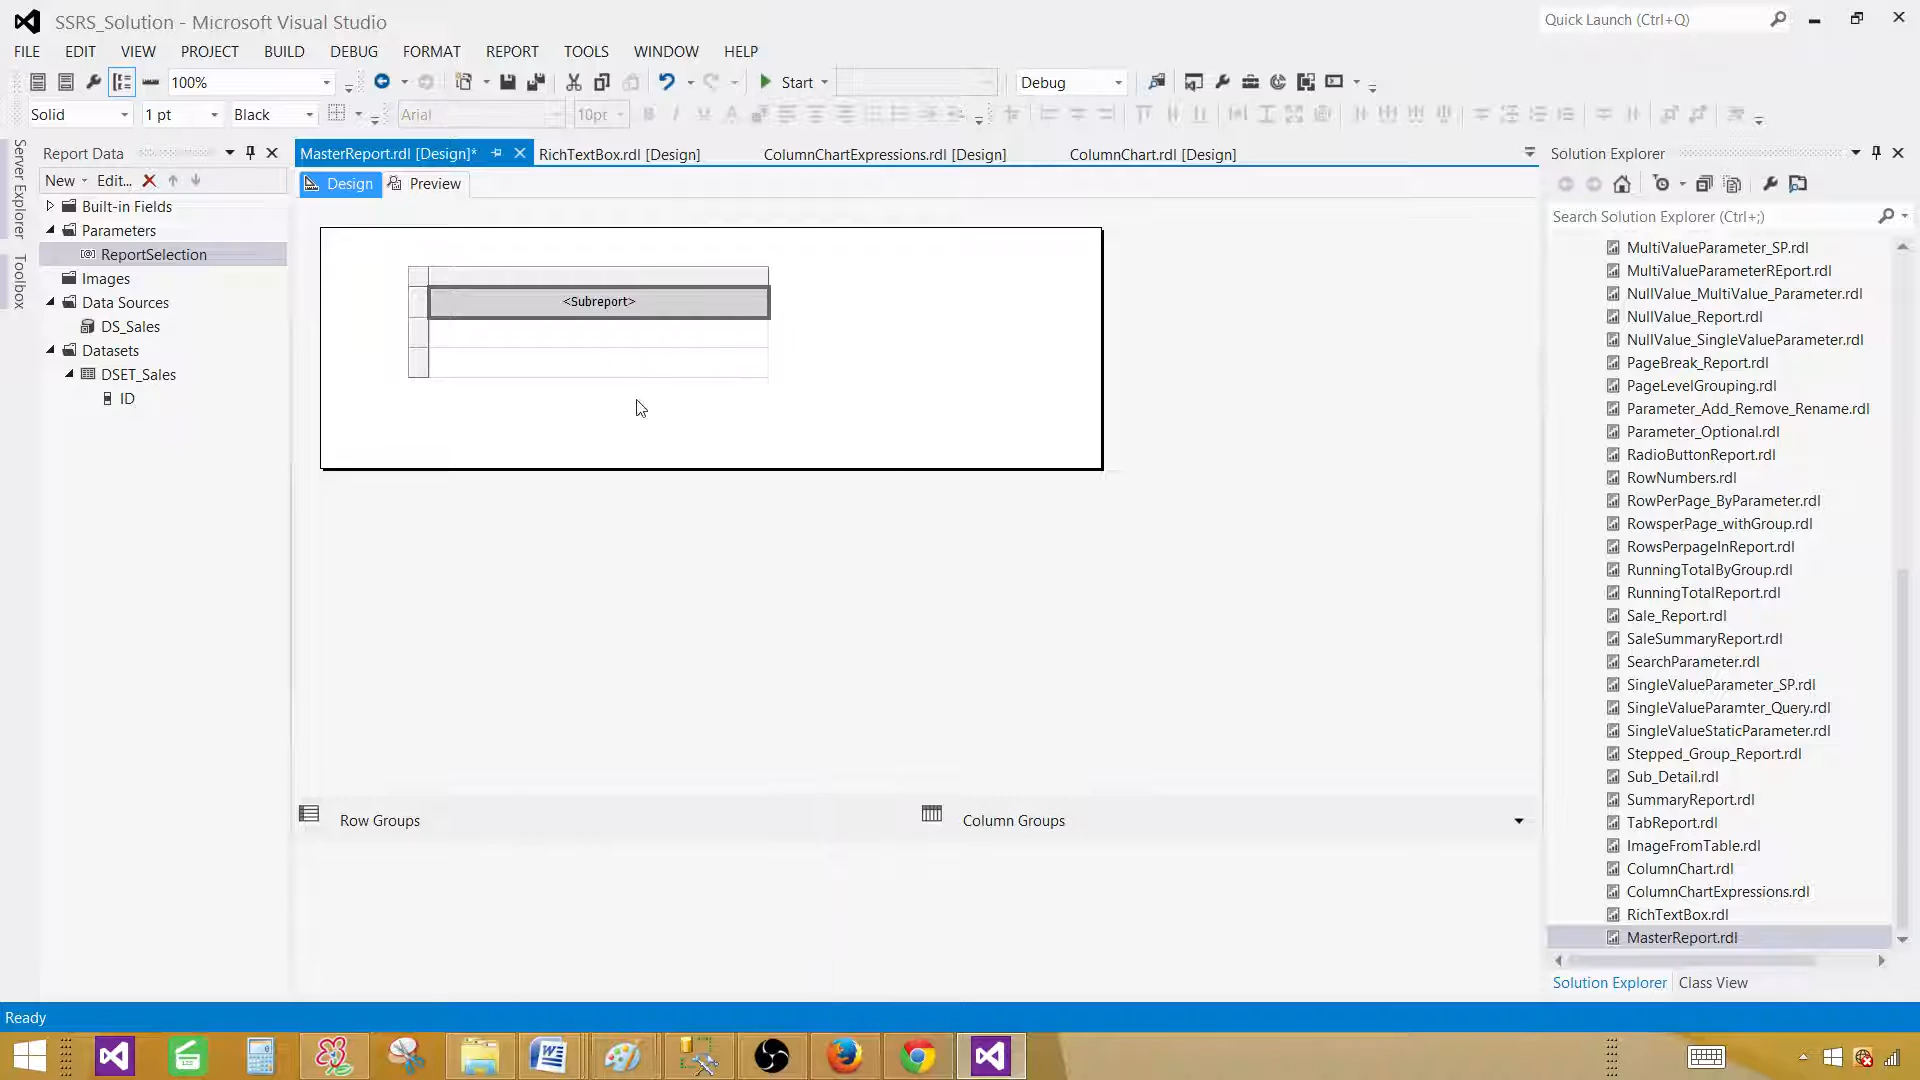 SSRS_Solution - Microsoft Visual Studio
Quick Launch (Ctrl+Q)
FILE EDIT VIEW PROJECT BUILD DEBUG FORMAT REPORT TOOLS WINDOW HELP
100% Start Debug
Solid 1 pt Black Arial 10pt B I U A
Server Explorer
Toolbox
Report Data
New Edit...
Built-in Fields
Parameters
ReportSelection
Images
Data Sources
DS_Sales
Datasets
DSET_Sales
ID
MasterReport.rdl [Design]* RichTextBox.rdl [Design] ColumnChartExpressions.rdl [Design] ColumnChart.rdl [Design]
Design Preview
<Subreport>
Row Groups Column Groups
Solution Explorer
Search Solution Explorer (Ctrl+;)
MultiValueParameter_SP.rdl
MultiValueParameterREport.rdl
NullValue_MultiValue_Parameter.rdl
NullValue_Report.rdl
NullValue_SingleValueParameter.rdl
PageBreak_Report.rdl
PageLevelGrouping.rdl
Parameter_Add_Remove_Rename.rdl
Parameter_Optional.rdl
RadioButtonReport.rdl
RowNumbers.rdl
RowPerPage_ByParameter.rdl
RowsperPage_withGroup.rdl
RowsPerpageInReport.rdl
RunningTotalByGroup.rdl
RunningTotalReport.rdl
Sale_Report.rdl
SaleSummaryReport.rdl
SearchParameter.rdl
SingleValueParameter_SP.rdl
SingleValueParamter_Query.rdl
SingleValueStaticParameter.rdl
Stepped_Group_Report.rdl
Sub_Detail.rdl
SummaryReport.rdl
TabReport.rdl
ImageFromTable.rdl
ColumnChart.rdl
ColumnChartExpressions.rdl
RichTextBox.rdl
MasterReport.rdl
Solution Explorer Class View
Ready